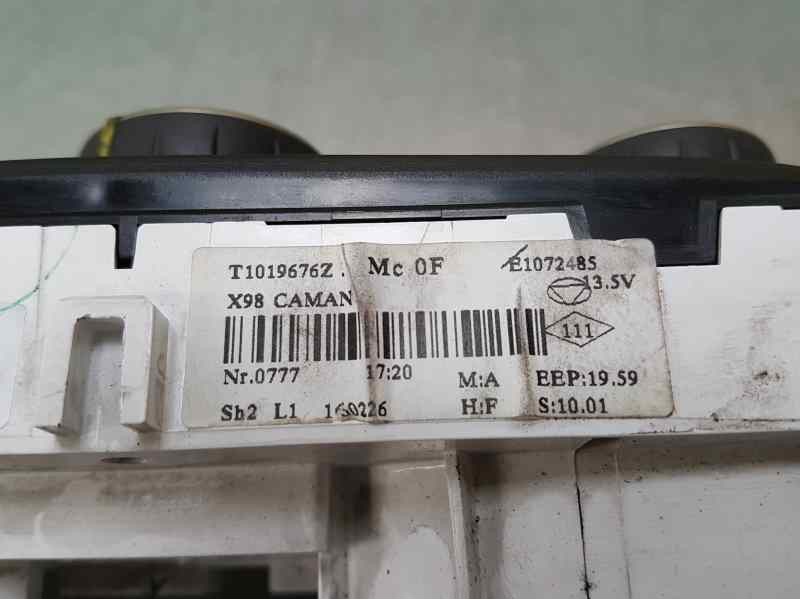 T1019676Z. Mc 0F E1072485
X98 CAMAN 13.5V
111
Nr.0777 17:20 M:A EEP:19.59
Sb2 L1 160226 H:F S:10.01